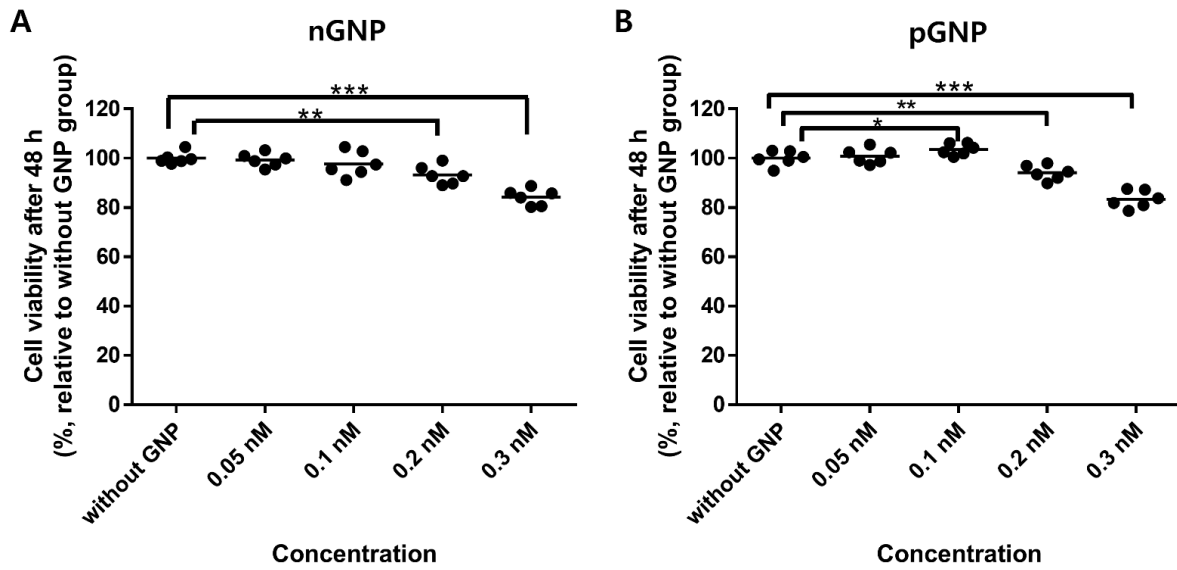 A
nGNP
Cell viability after 48 h
(%, relative to without GNP group)
120
100
80
60
40
20
0
***
**
without GNP
0.05 nM
0.1 nM
0.2 nM
0.3 nM
Concentration
B
pGNP
Cell viability after 48 h
(%, relative to without GNP group)
120
100
80
60
40
20
0
***
**
*
without GNP
0.05 nM
0.1 nM
0.2 nM
0.3 nM
Concentration